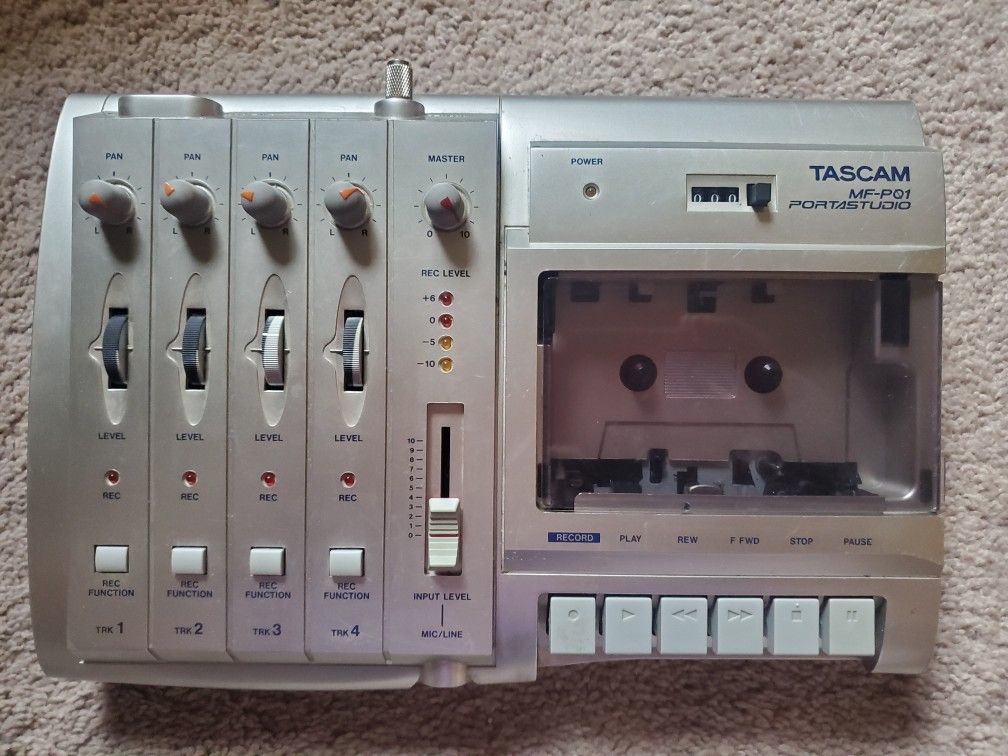 PAN
L R
LEVEL
REC
REC
FUNCTION
TRK 1
PAN
L R
LEVEL
REC
REC
FUNCTION
TRK 2
PAN
L R
LEVEL
REC
REC
FUNCTION
TRK 3
PAN
L R
LEVEL
REC
REC
FUNCTION
TRK 4
MASTER
0 10
REC LEVEL
+6
0
-5
-10
10
9
8
7
6
5
4
3
2
1
0
INPUT LEVEL
MIC/LINE
POWER
000
TASCAM
MF-P01
PORTASTUDIO
RECORD PLAY REW F FWD STOP PAUSE